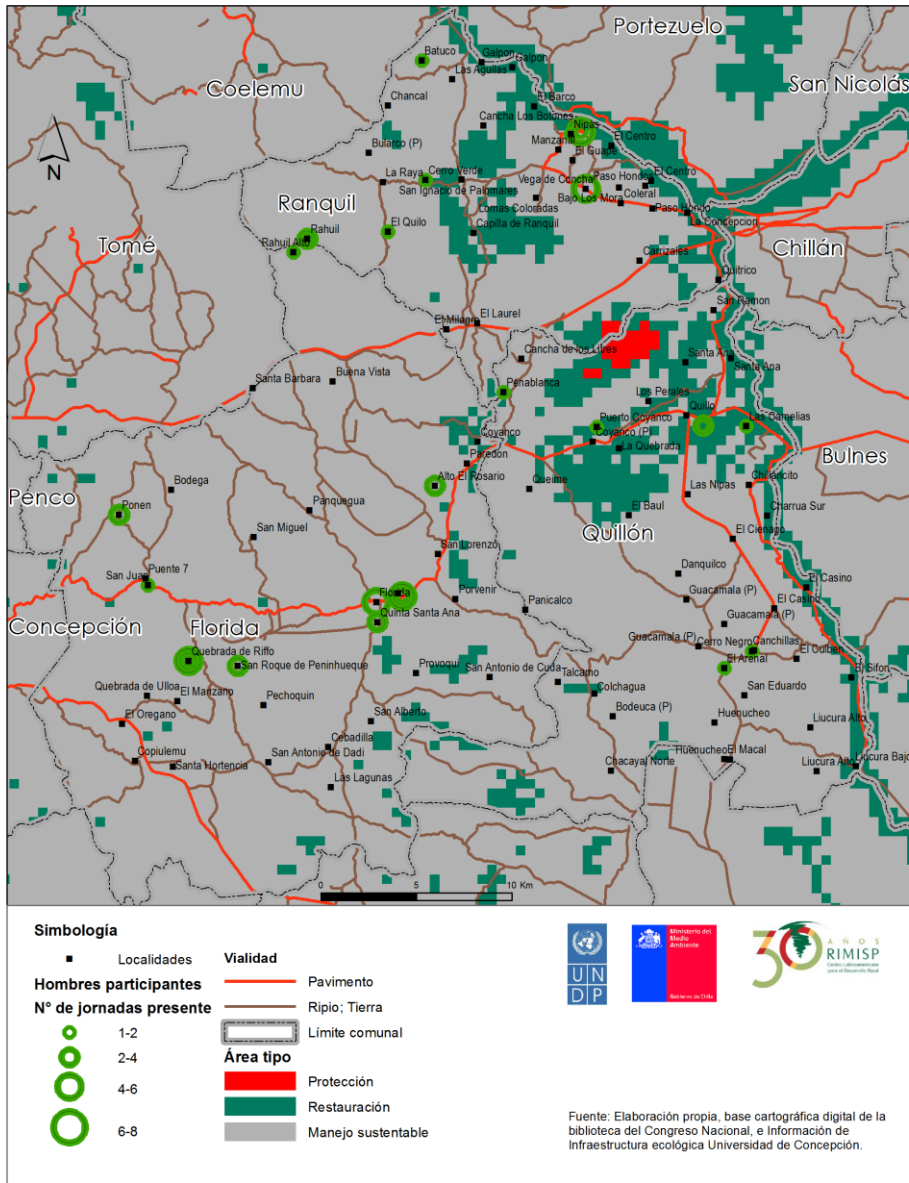 Portezuelo
Batuco
Galpon
Galpon
Las Aguilas
Coelemu
San Nicolás
Chancal
El Barco
Cancha Los Botones
Nipas
N
Manzanal
El Centro
Bularco (P)
El Guape
La Raya
Cerro Verde
Vega de Concha
Paso Hondo
El Centro
San Ignacio de Palomares
Ranquil
Lomas Coloradas
Bajo Los Mora
Coleral
Paso Hondo
La Concepcion
Rahuil
El Quilo
Capilla de Ranquil
Tomé
Rahuil Alto
Chillán
Carrizales
Quitrico
San Ramon
El Milagro
El Laurel
Cancha de los Litres
Santa Ana
Santa Ana
Santa Barbara
Buena Vista
Penablanca
Los Perales
Puerto Coyanco
Quillo
Las Camelias
Coyanco
Coyanco (P)
La Quebrada
Paredon
Bulnes
Penco
Bodega
Alto El Rosario
Queime
Las Nipas
Chillancito
Ponen
Panquegua
El Baul
Charrua Sur
San Miguel
Quillón
El Cienago
San Lorenzo
Puente 7
San Juan
Danquilco
El Casino
Florida
Porvenir
Panicalco
Guacamala (P)
El Casino
Concepción
Florida
Quinta Santa Ana
Guacamala (P)
Guacamala (P)
Quebrada de Riffo
San Roque de Peninhueque
Provoqui
San Antonio de Cuda
Cerro Negro
Canchillas
El Culben
El Arenal
Talcamo
El Sifon
Quebrada de Ulloa
El Manzano
Pechoquin
Colchagua
San Eduardo
El Oregano
San Alberto
Bodeuca (P)
Huenucheo
Liucura Alto
Cebadilla
Copiulemu
Santa Hortencia
San Antonio de Dadi
Huenucheo
El Macal
Liucura Alto
Liucura Bajo
Las Lagunas
Chacayal Norte
0 5 10 Km
Simbología
Localidades
Hombres participantes
N° de jornadas presente
1-2
2-4
4-6
6-8
Vialidad
Pavimento
Ripio; Tierra
Límite comunal
Área tipo
Protección
Restauración
Manejo sustentable
U N
D P
Ministerio del
Medio
Ambiente
Gobierno de Chile
30 AÑOS
RIMISP
Centro Latinoamericano
para el Desarrollo Rural
Fuente: Elaboración propia, base cartográfica digital de la
biblioteca del Congreso Nacional, e Información de
Infraestructura ecológica Universidad de Concepción.